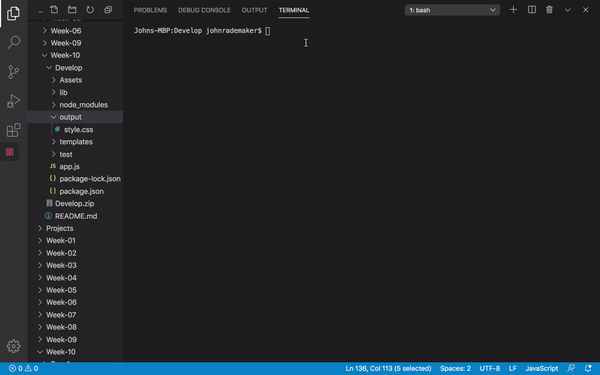 PROBLEMS DEBUG CONSOLE OUTPUT TERMINAL 1: bash
Johns-MBP:Develop johnrademaker$
Week-06
Week-09
Week-10
Develop
Assets
lib
node_modules
output
# style.css
templates
test
JS app.js
{ } package-lock.json
{ } package.json
Develop.zip
README.md
Projects
Week-01
Week-02
Week-03
Week-04
Week-05
Week-06
Week-07
Week-08
Week-09
Week-10
0 0 Ln 136, Col 113 (5 selected) Spaces: 2 UTF-8 LF JavaScript